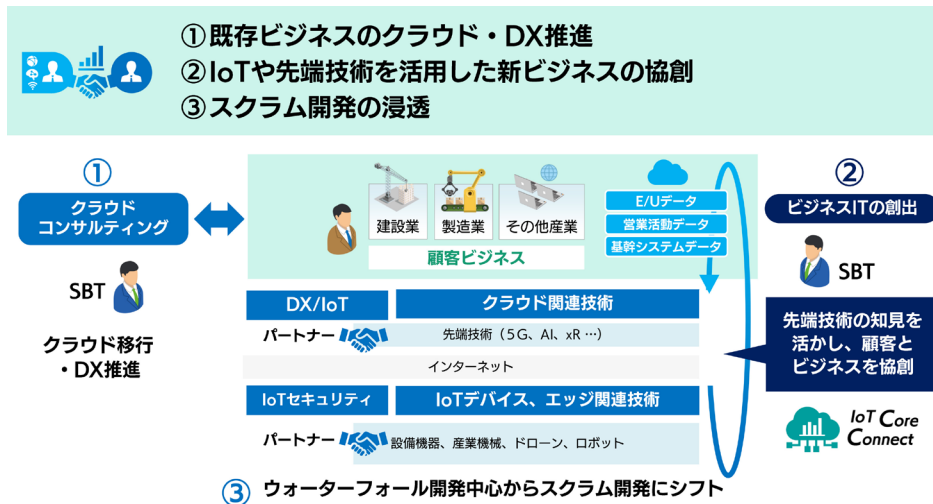 ①既存ビジネスのクラウド・DX推進
②IoTや先端技術を活用した新ビジネスの協創
③スクラム開発の浸透
①
クラウド
コンサルティング
SBT
クラウド移行
・DX推進
建設業
製造業
その他産業
顧客ビジネス
E/Uデータ
営業活動データ
基幹システムデータ
DX/IoT
クラウド関連技術
パートナー
先端技術（5G、AI、xR …）
インターネット
IoTセキュリティ
IoTデバイス、エッジ関連技術
パートナー
設備機器、産業機械、ドローン、ロボット
②
ビジネスITの創出
SBT
先端技術の知見を
活かし、顧客と
ビジネスを協創
IoT Core
Connect
③ ウォーターフォール開発中心からスクラム開発にシフト